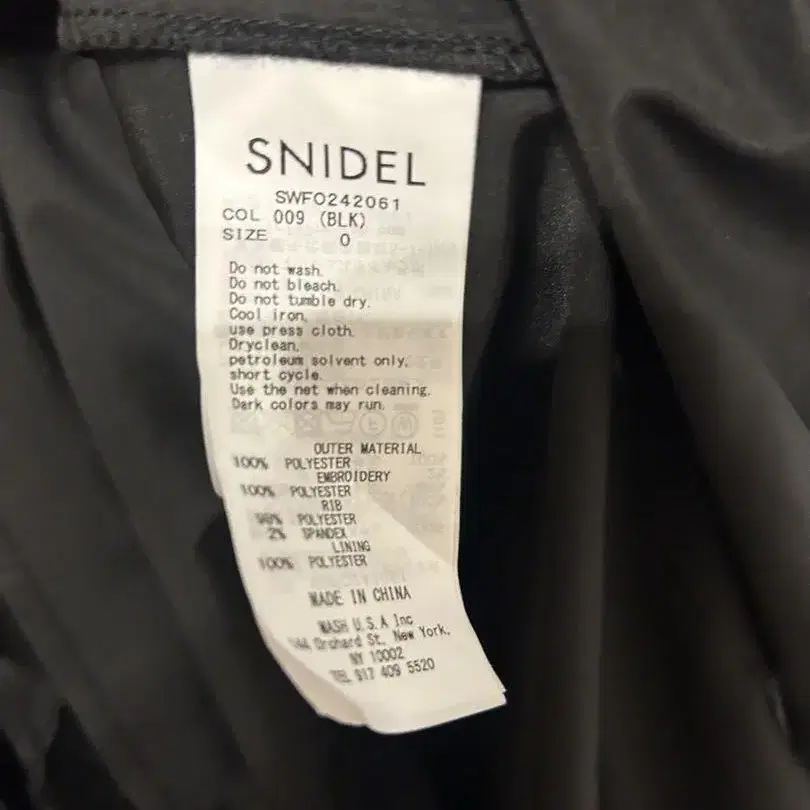 SNIDEL
SWFO242061
COL 009 (BLK)
SIZE 0
Do not wash.
Do not bleach.
Do not tumble dry.
Cool iron,
use press cloth.
Dryclean,
petroleum solvent only,
short cycle.
Use the net when cleaning.
Dark colors may run.
OUTER MATERIAL
100% POLYESTER
EMBROIDERY
100% POLYESTER
RIB
98% POLYESTER
2% SPANDEX
LINING
100% POLYESTER
MADE IN CHINA
MASH U.S.A Inc
Orchard St. New York,
NY 10002
TEL 917 409 5520